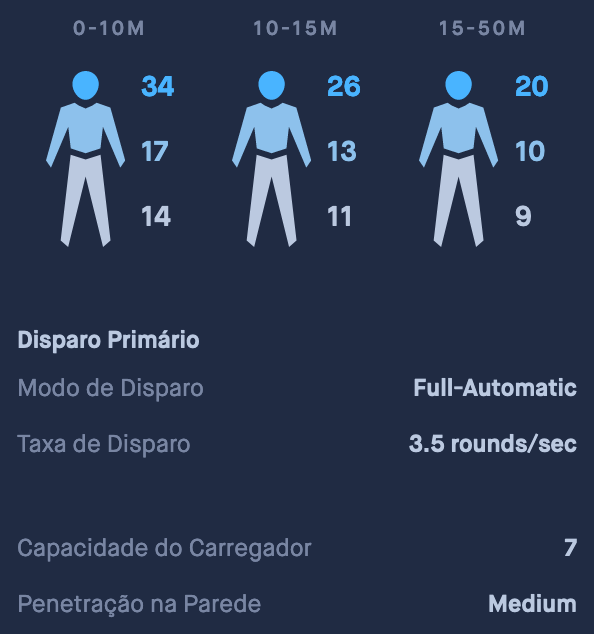 0-10M 10-15M 15-50M
34 26 20
17 13 10
14 11 9
Disparo Primário
Modo de Disparo Full-Automatic
Taxa de Disparo 3.5 rounds/sec
Capacidade do Carregador 7
Penetração na Parede Medium